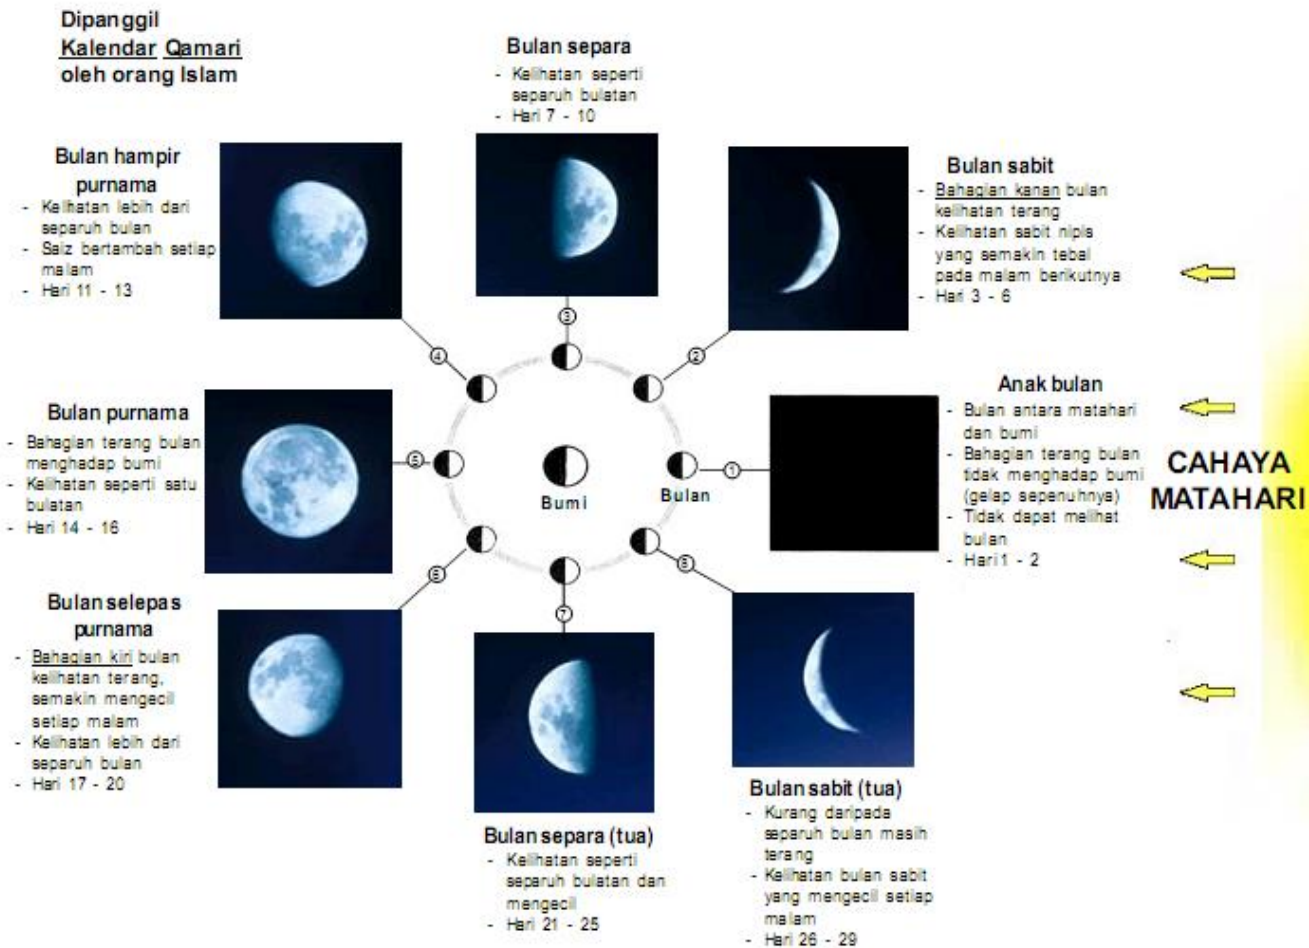 Dipanggil
Kalendar Qamari
oleh orang Islam
Bulan separa
- Kelihatan seperti
separuh bulatan
- Hari 7 - 10
Bulan hampir
purnama
- Kelihatan lebih dari
separuh bulan
- Saiz bertambah setiap
malam
- Hari 11 - 13
Bulan sabit
- Bahagian kanan bulan
kelihatan terang
- Kelihatan sabit nipis
yang semakin tebal
pada malam berikutnya
- Hari 3 - 6
3
4
2
Bulan purnama
- Bahagian terang bulan
menghadap bumi
- Kelihatan seperti satu
bulatan
- Hari 14 - 16
5
Bumi
Bulan
1
Anak bulan
- Bulan antara matahari
dan bumi
- Bahagian terang bulan
tidak menghadap bumi
(gelap sepenuhnya)
- Tidak dapat melihat
bulan
- Hari 1 - 2
CAHAYA
MATAHARI
6
8
7
Bulan selepas
purnama
- Bahagian kiri bulan
kelihatan terang,
semakin mengecil
setiap malam
- Kelihatan lebih dari
separuh bulan
- Hari 17 - 20
Bulan separa (tua)
- Kelihatan seperti
separuh bulatan dan
mengecil
- Hari 21 - 25
Bulan sabit (tua)
- Kurang daripada
separuh bulan masih
terang
- Kelihatan bulan sabit
yang mengecil setiap
malam
- Hari 26 - 29